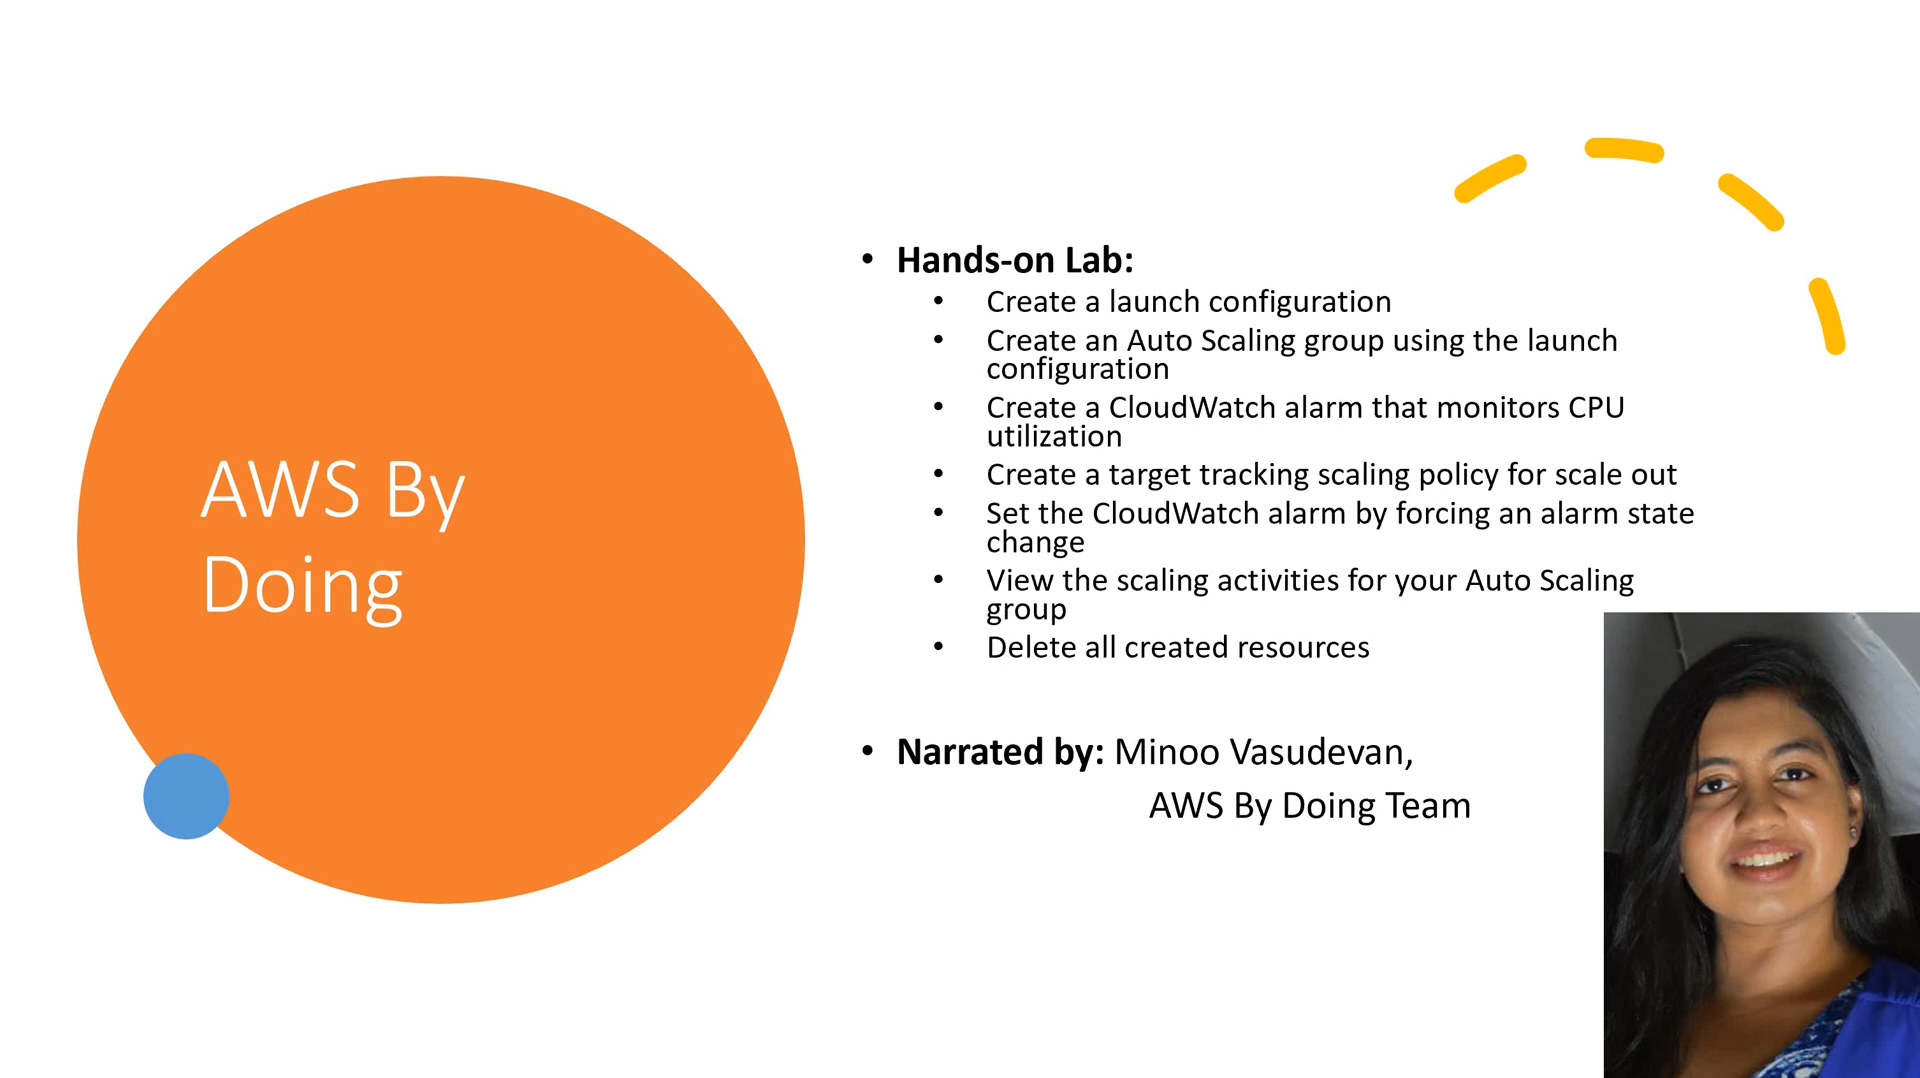 AWS By
Doing
• Hands-on Lab:
• Create a launch configuration
• Create an Auto Scaling group using the launch
configuration
• Create a CloudWatch alarm that monitors CPU
utilization
• Create a target tracking scaling policy for scale out
• Set the CloudWatch alarm by forcing an alarm state
change
• View the scaling activities for your Auto Scaling
group
• Delete all created resources
• Narrated by: Minoo Vasudevan,
AWS By Doing Team